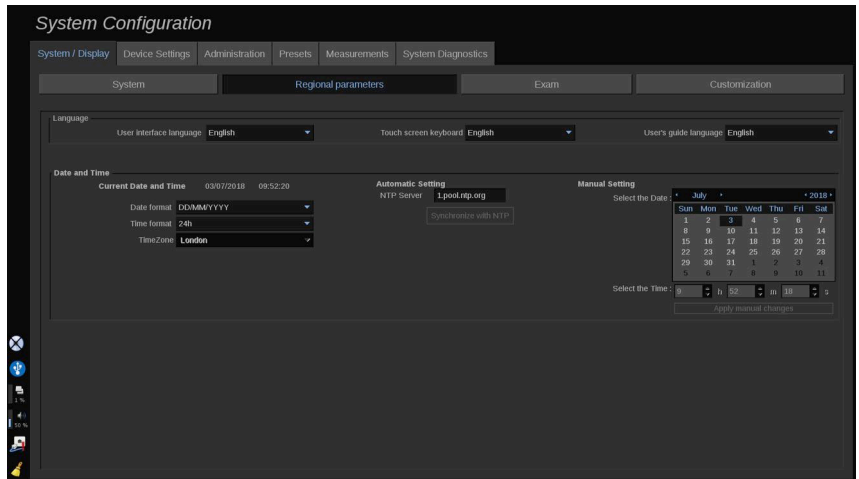 System Configuration
System / Display Device Settings Administration Presets Measurements System Diagnostics
System Regional parameters Exam Customization
Language
User interface language English Touch screen keyboard English User's guide language English
Date and Time
Current Date and Time 03/07/2018 09:52:20
Date format DD/MM/YYYY
Time format 24h
TimeZone London
Automatic Setting
NTP Server 1.pool.ntp.org
Synchronize with NTP
Manual Setting
Select the Date :
July 2018
Sun Mon Tue Wed Thu Fri Sat
1 2 3 4 5 6 7
8 9 10 11 12 13 14
15 16 17 18 19 20 21
22 23 24 25 26 27 28
29 30 31 1 2 3 4
5 6 7 8 9 10 11
Select the Time : 9 h 52 m 18 s
Apply manual changes
1 %
50 %